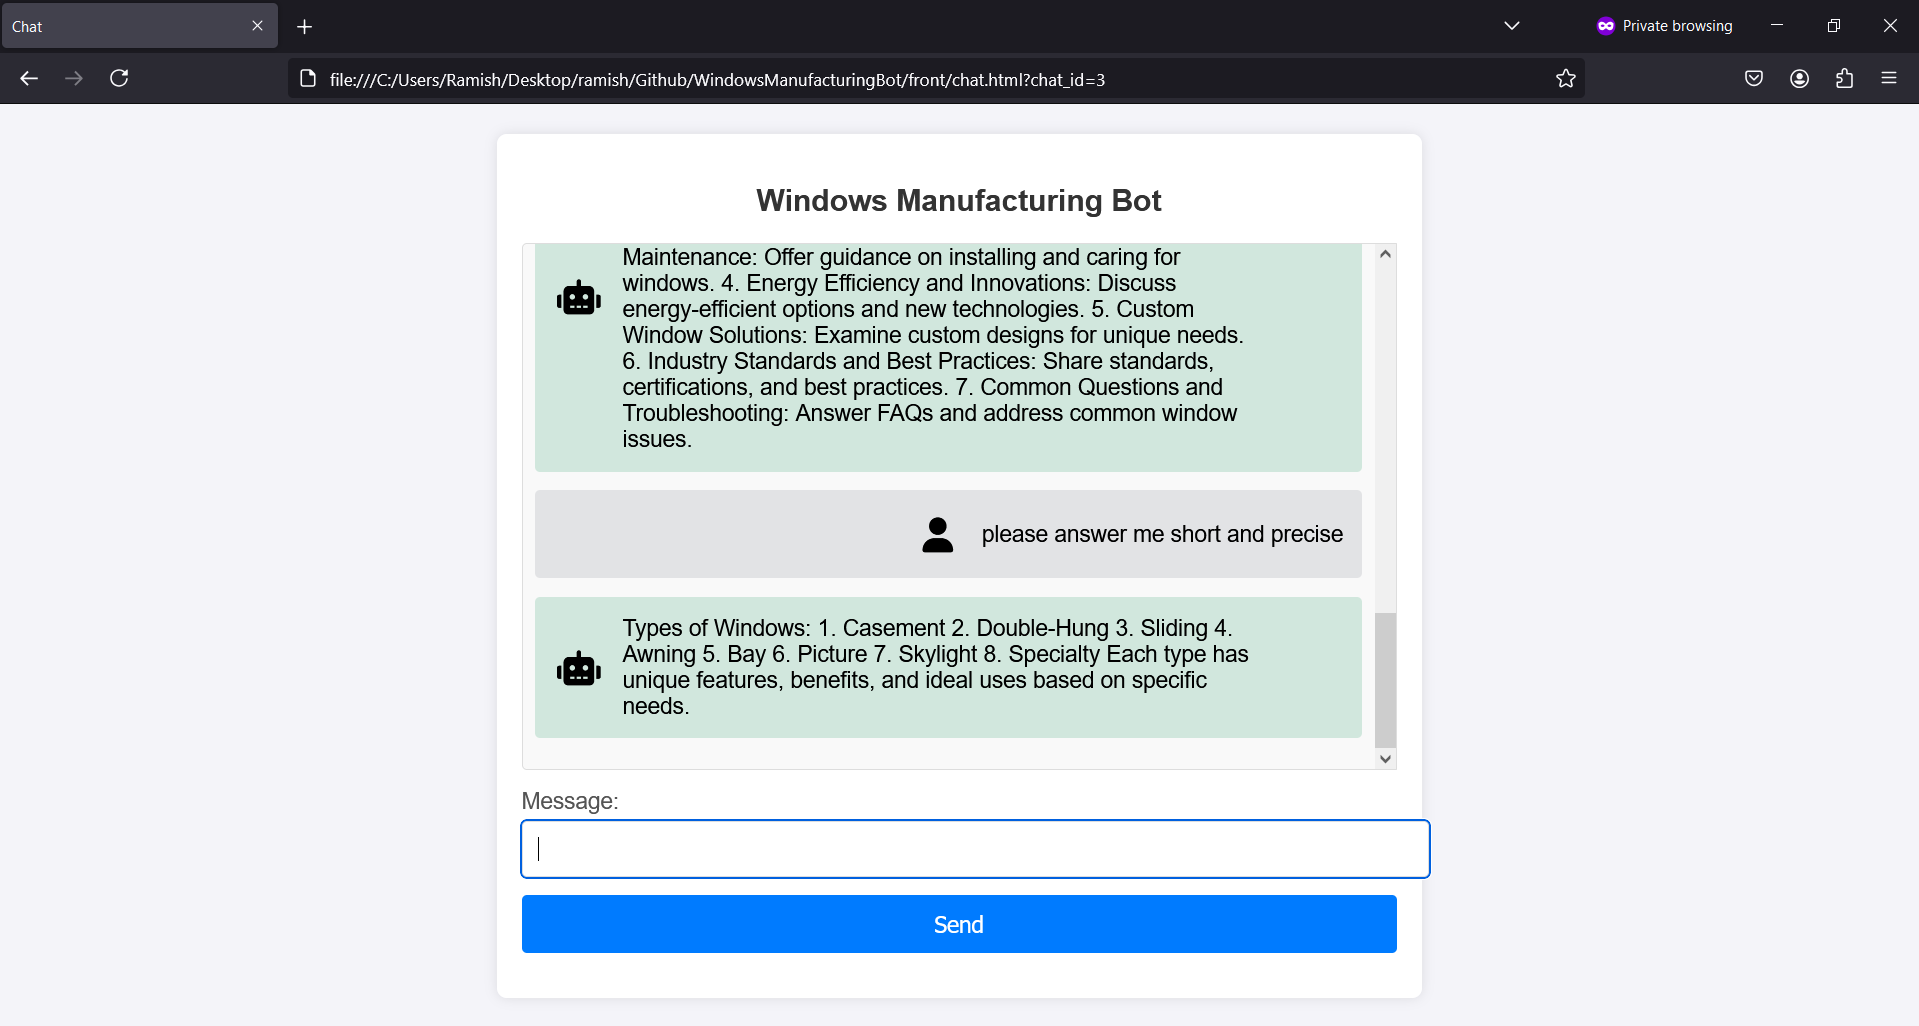 Chat
Private browsing
file:///C:/Users/Ramish/Desktop/ramish/Github/WindowsManufacturingBot/front/chat.html?chat_id=3
Windows Manufacturing Bot
Maintenance: Offer guidance on installing and caring for
windows. 4. Energy Efficiency and Innovations: Discuss
energy-efficient options and new technologies. 5. Custom
Window Solutions: Examine custom designs for unique needs.
6. Industry Standards and Best Practices: Share standards,
certifications, and best practices. 7. Common Questions and
Troubleshooting: Answer FAQs and address common window
issues.
please answer me short and precise
Types of Windows: 1. Casement 2. Double-Hung 3. Sliding 4.
Awning 5. Bay 6. Picture 7. Skylight 8. Specialty Each type has
unique features, benefits, and ideal uses based on specific
needs.
Message:
Send